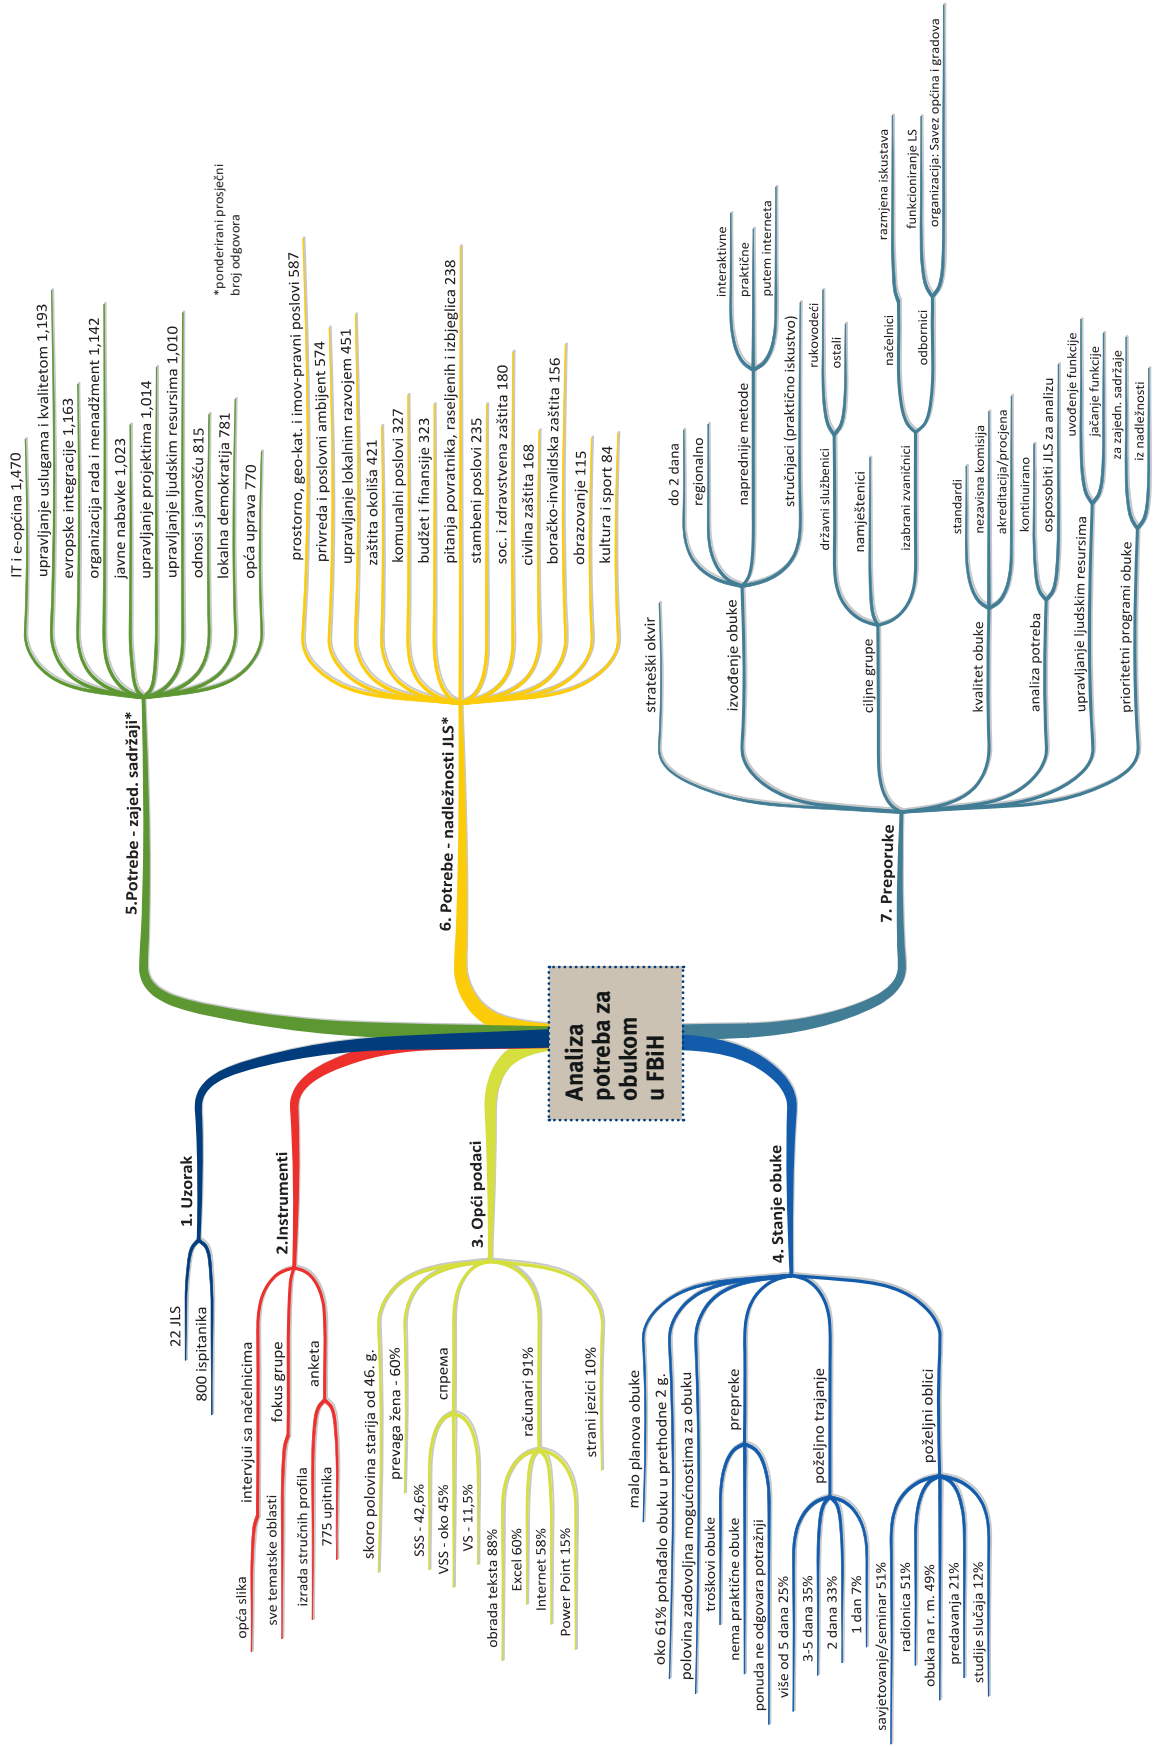 Analiza
potreba za
obukom
u FBiH
1. Uzorak
22 JLS
800 ispitanika
2.Instrumenti
intervjui sa načelnicima
opća slika
fokus grupe
sve tematske oblasti
anketa
izrada stručnih profila
775 upitnika
3. Opći podaci
skoro polovina starija od 46. g.
prevaga žena - 60%
спрема
SSS - 42,6%
VSS - oko 45%
VS - 11,5%
računari 91%
obrada teksta 88%
Excel 60%
Internet 58%
Power Point 15%
strani jezici 10%
4. Stanje obuke
malo planova obuke
oko 61% pohađalo obuku u prethodne 2 g.
polovina zadovoljna mogućnostima za obuku
prepreke
troškovi obuke
nema praktične obuke
ponuda ne odgovara potražnji
poželjno trajanje
više od 5 dana 25%
3-5 dana 35%
2 dana 33%
1 dan 7%
poželjni oblici
savjetovanje/seminar 51%
radionica 51%
obuka na r. m. 49%
predavanja 21%
studije slučaja 12%
5.Potrebe - zajed. sadržaji*
IT i e-općina 1,470
upravljanje uslugama i kvalitetom 1,193
evropske integracije 1,163
organizacija rada i menadžment 1,142
javne nabavke 1,023
upravljanje projektima 1,014
upravljanje ljudskim resursima 1,010
odnosi s javnošću 815
lokalna demokratija 781
opća uprava 770
*ponderirani prosječni
broj odgovora
6. Potrebe - nadležnosti JLS*
prostorno, geo-kat. i imov-pravni poslovi 587
privreda i poslovni ambijent 574
upravljanje lokalnim razvojem 451
zaštita okoliša 421
komunalni poslovi 327
budžet i finansije 323
pitanja povratnika, raseljenih i izbjeglica 238
stambeni poslovi 235
soc. i zdravstvena zaštita 180
civilna zaštita 168
boračko-invalidska zaštita 156
obrazovanje 115
kultura i sport 84
7. Preporuke
strateški okvir
izvođenje obuke
do 2 dana
regionalno
naprednije metode
interaktivne
praktične
putem interneta
stručnjaci (praktično iskustvo)
ciljne grupe
državni službenici
rukovodeći
ostali
namještenici
izabrani zvaničnici
načelnici
razmjena iskustava
odbornici
funkcioniranje LS
organizacija: Savez općina i gradova
kvalitet obuke
standardi
nezavisna komisija
akreditacija/procjena
analiza potreba
kontinuirano
osposobiti JLS za analizu
upravljanje ljudskim resursima
uvođenje funkcije
jačanje funkcije
prioritetni programi obuke
za zajedn. sadržaje
iz nadležnosti